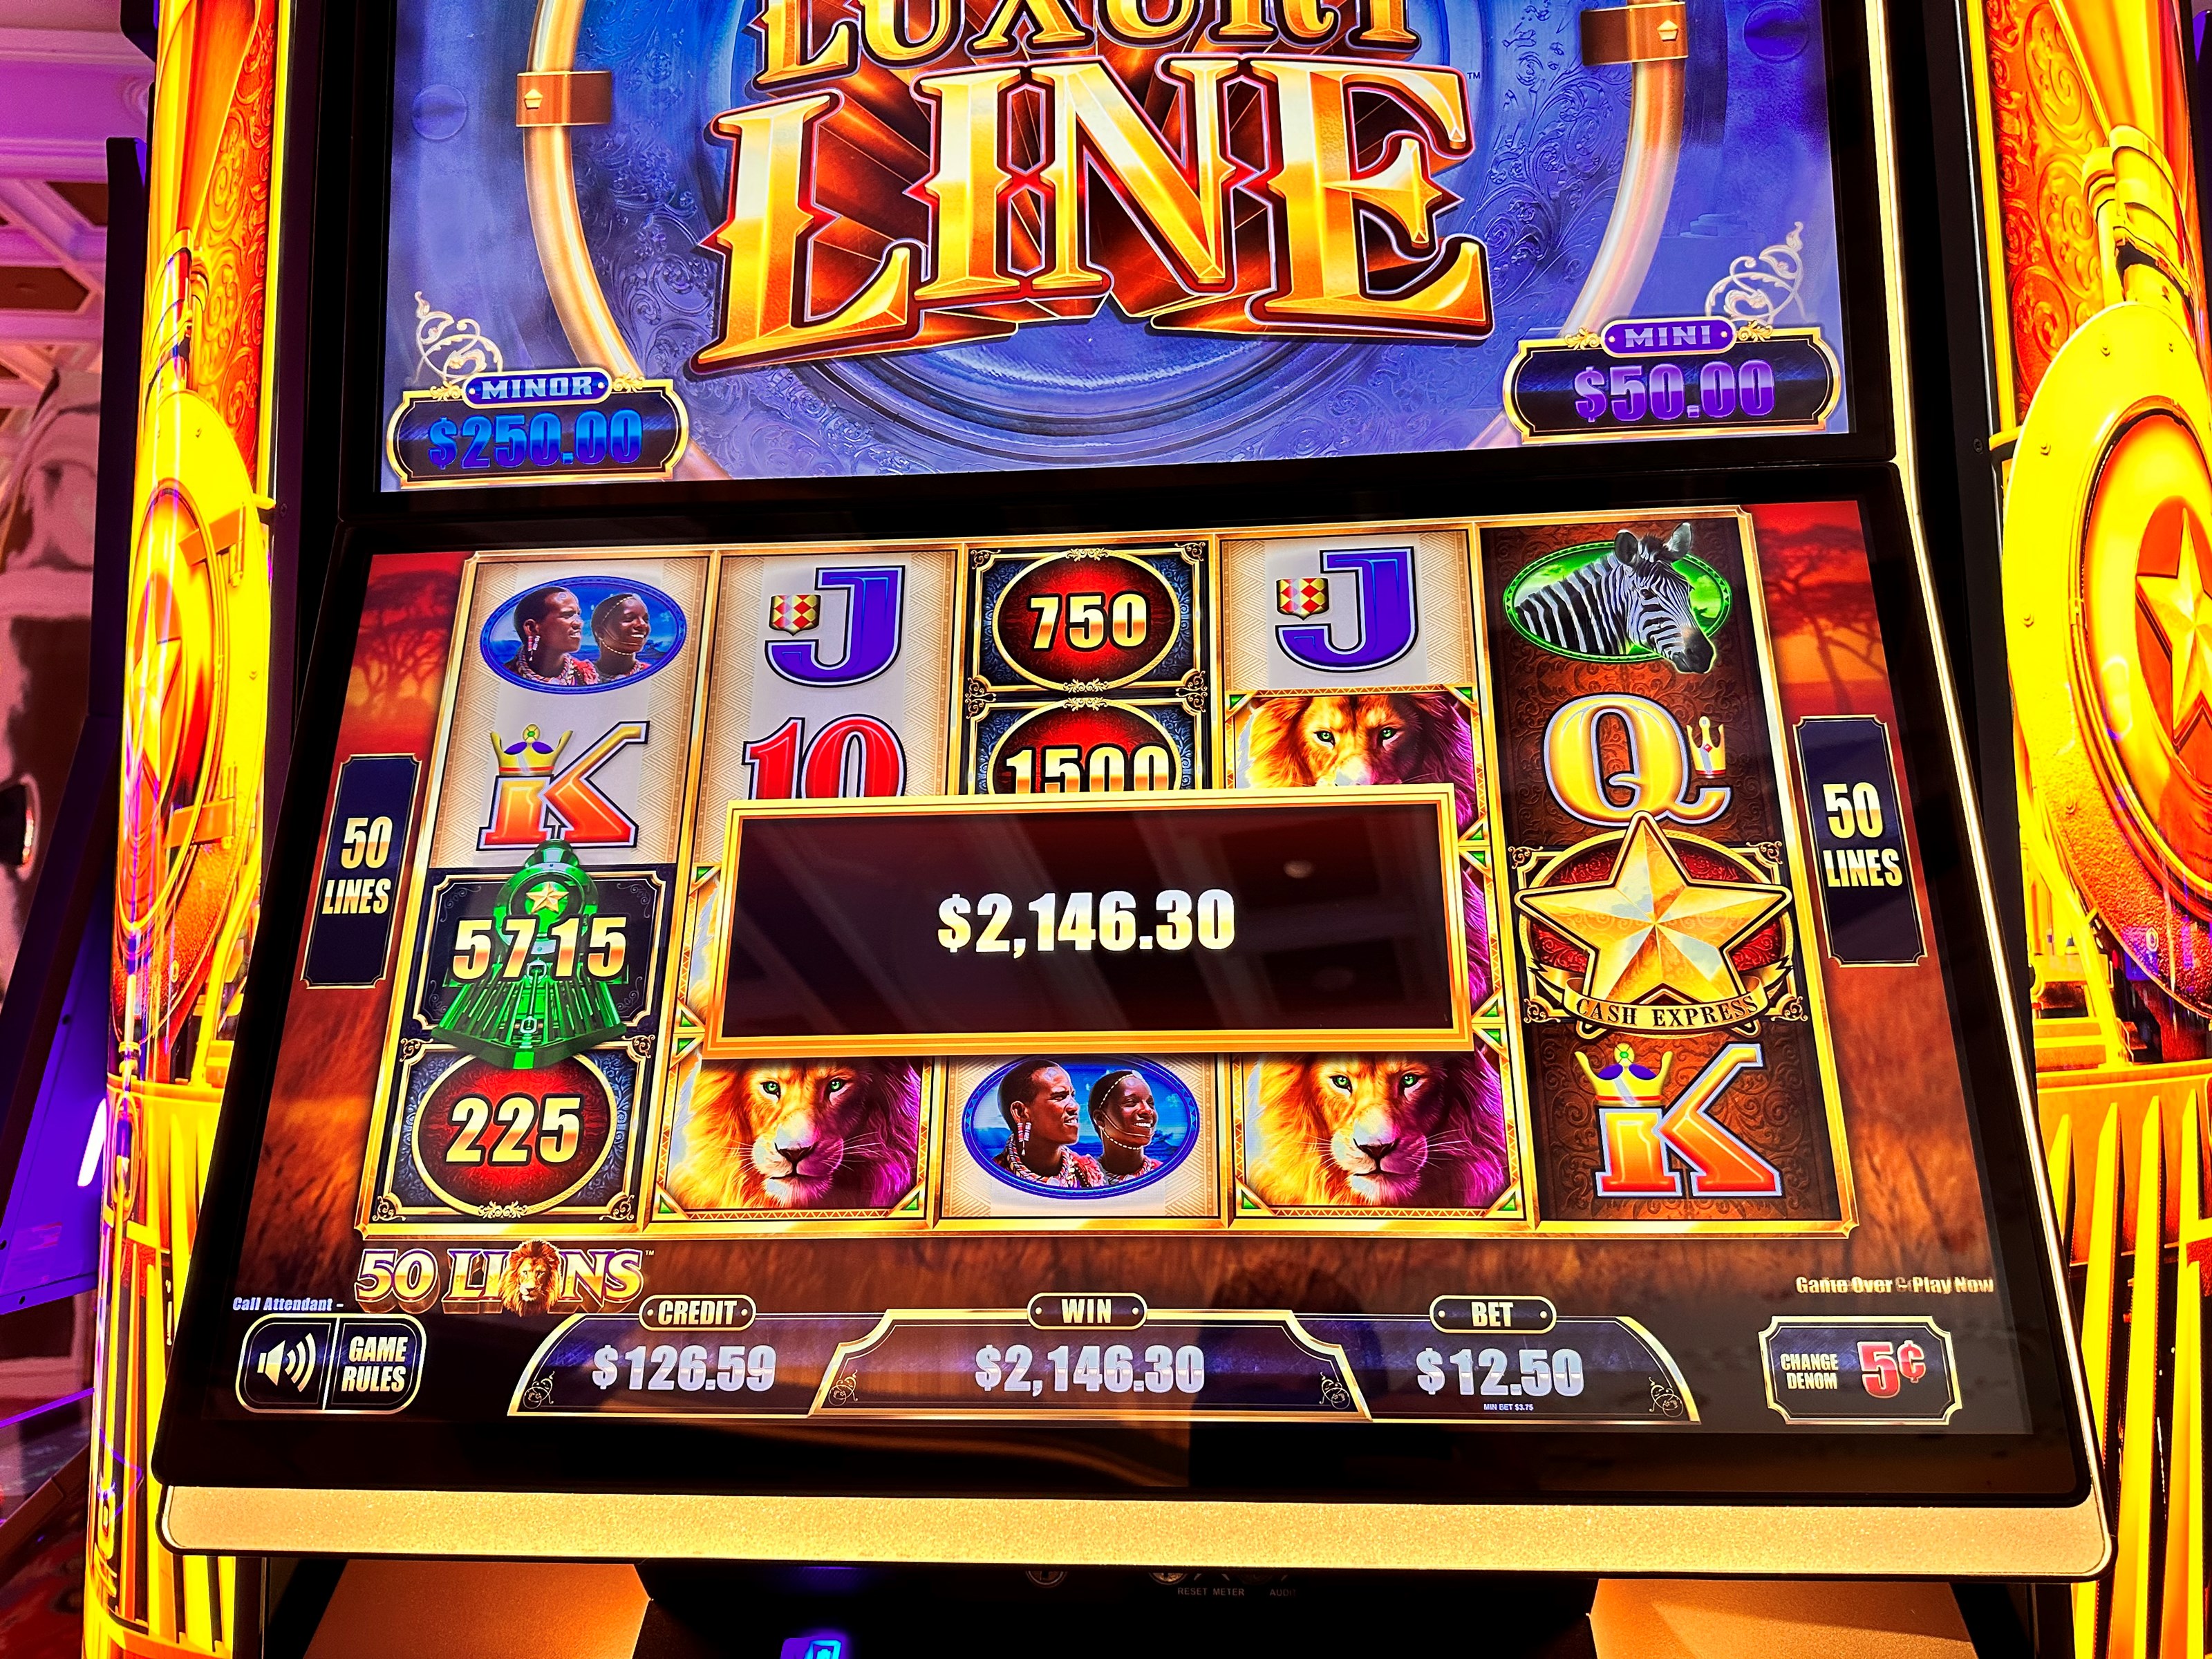 LUXURY
LINE™
MINI
$50.00
MINOR
$250.00
J
750
J
K
10
1500
Q
50
LINES
50
LINES
5715
$2,146.30
CASH EXPRESS
225
K
50 LIONS™
Call Attendant -
Game Over - Play Now
GAME
RULES
CREDIT
$126.59
WIN
$2,146.30
BET
$12.50
MIN BET $3.75
CHANGE
DENOM
5¢
RESET METER
AUDIT